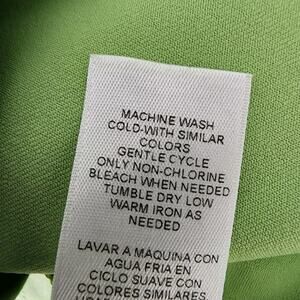 MACHINE WASH
COLD-WITH SIMILAR
COLORS
GENTLE CYCLE
ONLY NON-CHLORINE
BLEACH WHEN NEEDED
TUMBLE DRY LOW
WARM IRON AS
NEEDED
LAVAR A MAQUINA CON
AGUA FRIA EN
CICLO SUAVE CON
COLORES SIMILARES